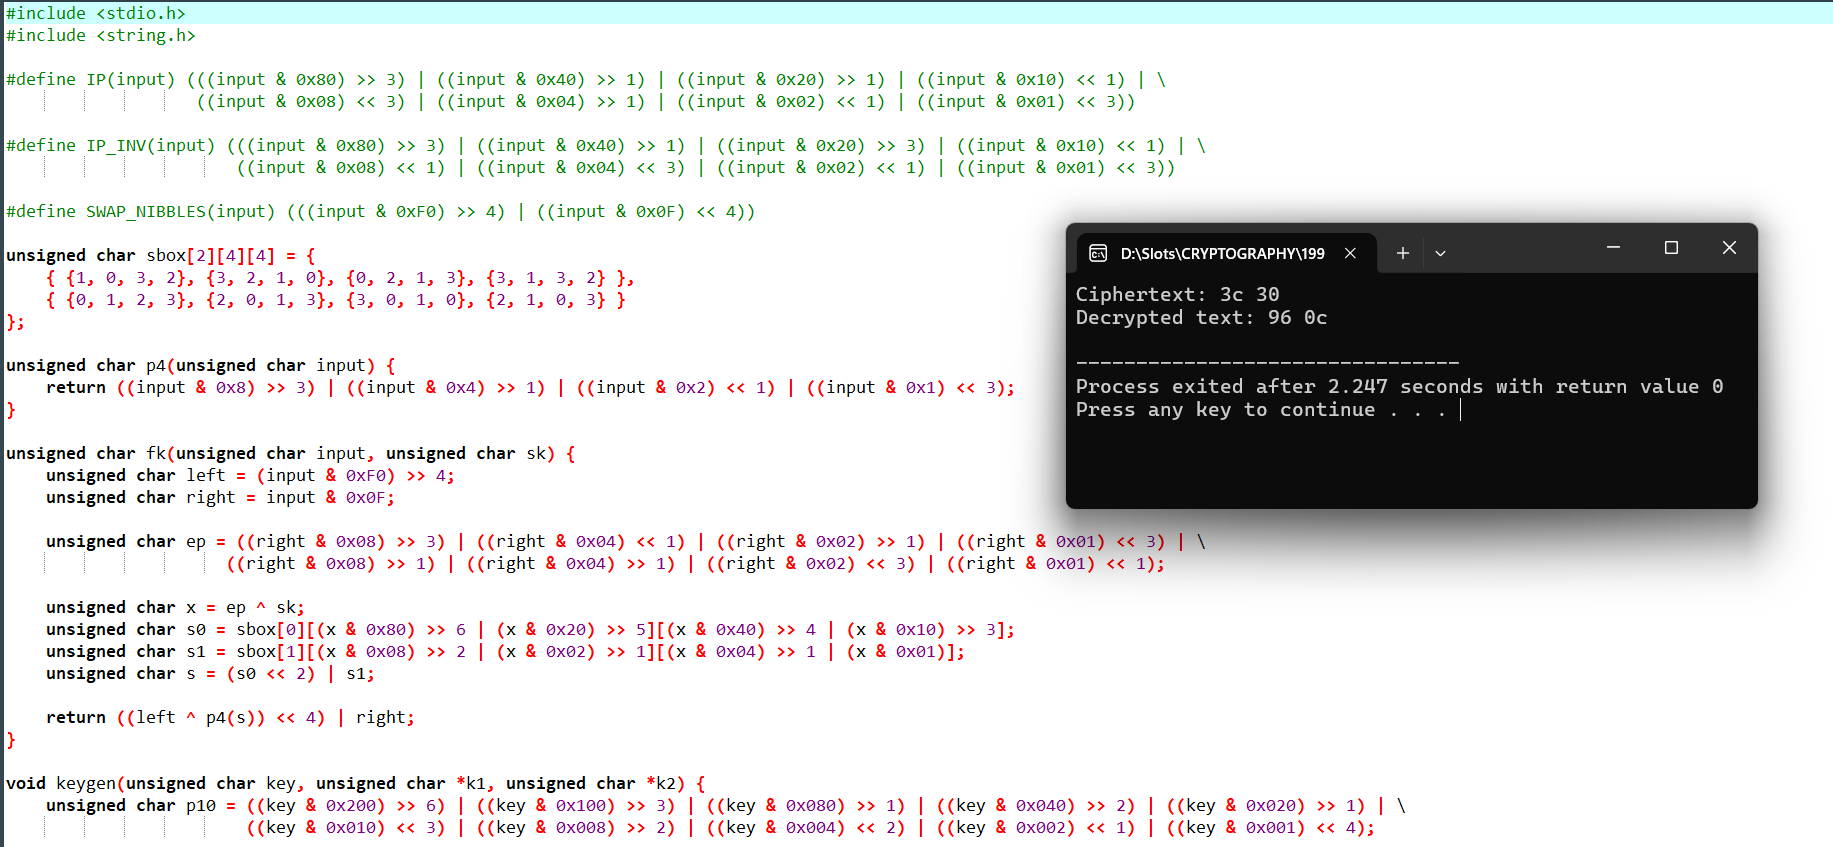 #include <stdio.h>
#include <string.h>
#define IP(input) (((input & 0x80) >> 3) | ((input & 0x40) >> 1) | ((input & 0x20) >> 1) | ((input & 0x10) << 1) | \
((input & 0x08) << 3) | ((input & 0x04) >> 1) | ((input & 0x02) << 1) | ((input & 0x01) << 3))
#define IP_INV(input) (((input & 0x80) >> 3) | ((input & 0x40) >> 1) | ((input & 0x20) >> 3) | ((input & 0x10) << 1) | \
((input & 0x08) << 1) | ((input & 0x04) << 3) | ((input & 0x02) << 1) | ((input & 0x01) << 3))
#define SWAP_NIBBLES(input) (((input & 0xF0) >> 4) | ((input & 0x0F) << 4))
unsigned char sbox[2][4][4] = {
{ {1, 0, 3, 2}, {3, 2, 1, 0}, {0, 2, 1, 3}, {3, 1, 3, 2} },
{ {0, 1, 2, 3}, {2, 0, 1, 3}, {3, 0, 1, 0}, {2, 1, 0, 3} }
};
unsigned char p4(unsigned char input) {
return ((input & 0x8) >> 3) | ((input & 0x4) >> 1) | ((input & 0x2) << 1) | ((input & 0x1) << 3);
}
unsigned char fk(unsigned char input, unsigned char sk) {
unsigned char left = (input & 0xF0) >> 4;
unsigned char right = input & 0x0F;
unsigned char ep = ((right & 0x08) >> 3) | ((right & 0x04) << 1) | ((right & 0x02) >> 1) | ((right & 0x01) << 3) | \
((right & 0x08) >> 1) | ((right & 0x04) >> 1) | ((right & 0x02) << 3) | ((right & 0x01) << 1);
unsigned char x = ep ^ sk;
unsigned char s0 = sbox[0][(x & 0x80) >> 6 | (x & 0x20) >> 5][(x & 0x40) >> 4 | (x & 0x10) >> 3];
unsigned char s1 = sbox[1][(x & 0x08) >> 2 | (x & 0x02) >> 1][(x & 0x04) >> 1 | (x & 0x01)];
unsigned char s = (s0 << 2) | s1;
return ((left ^ p4(s)) << 4) | right;
}
void keygen(unsigned char key, unsigned char *k1, unsigned char *k2) {
unsigned char p10 = ((key & 0x200) >> 6) | ((key & 0x100) >> 3) | ((key & 0x080) >> 1) | ((key & 0x040) >> 2) | ((key & 0x020) >> 1) | \
((key & 0x010) << 3) | ((key & 0x008) >> 2) | ((key & 0x004) << 2) | ((key & 0x002) << 1) | ((key & 0x001) << 4);
D:\Slots\CRYPTOGRAPHY\199
Ciphertext: 3c 30
Decrypted text: 96 0c
--------------------------------
Process exited after 2.247 seconds with return value 0
Press any key to continue . . .